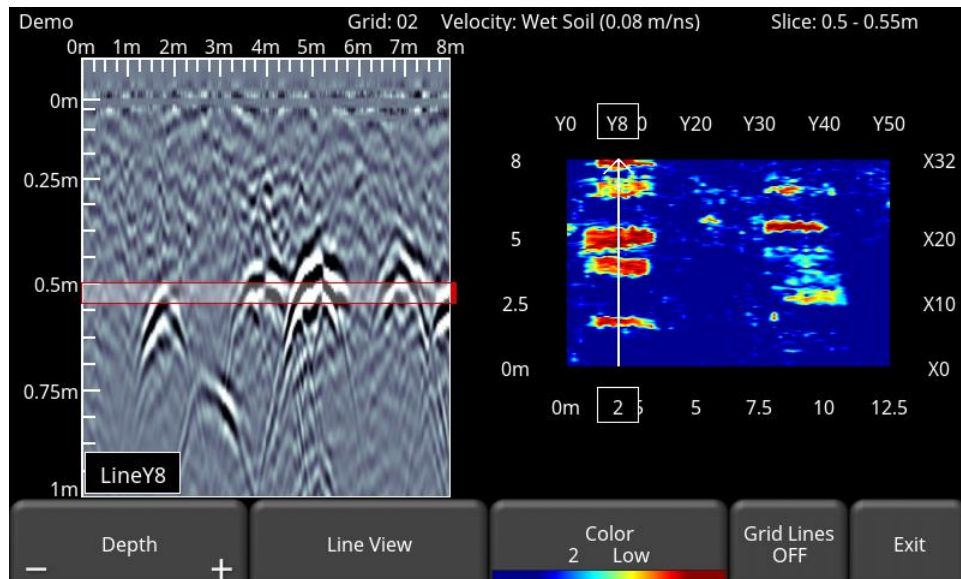 Demo Grid: 02 Velocity: Wet Soil (0.08 m/ns) Slice: 0.5 - 0.55m
0m 1m 2m 3m 4m 5m 6m 7m 8m
0m
0.25m
0.5m
0.75m
1m
LineY8
Y0 Y8 0 Y20 Y30 Y40 Y50
8 X32
5 X20
2.5 X10
0m X0
0m 2 5 7.5 10 12.5
Depth
− +
Line View
Color
2 Low
Grid Lines
OFF
Exit